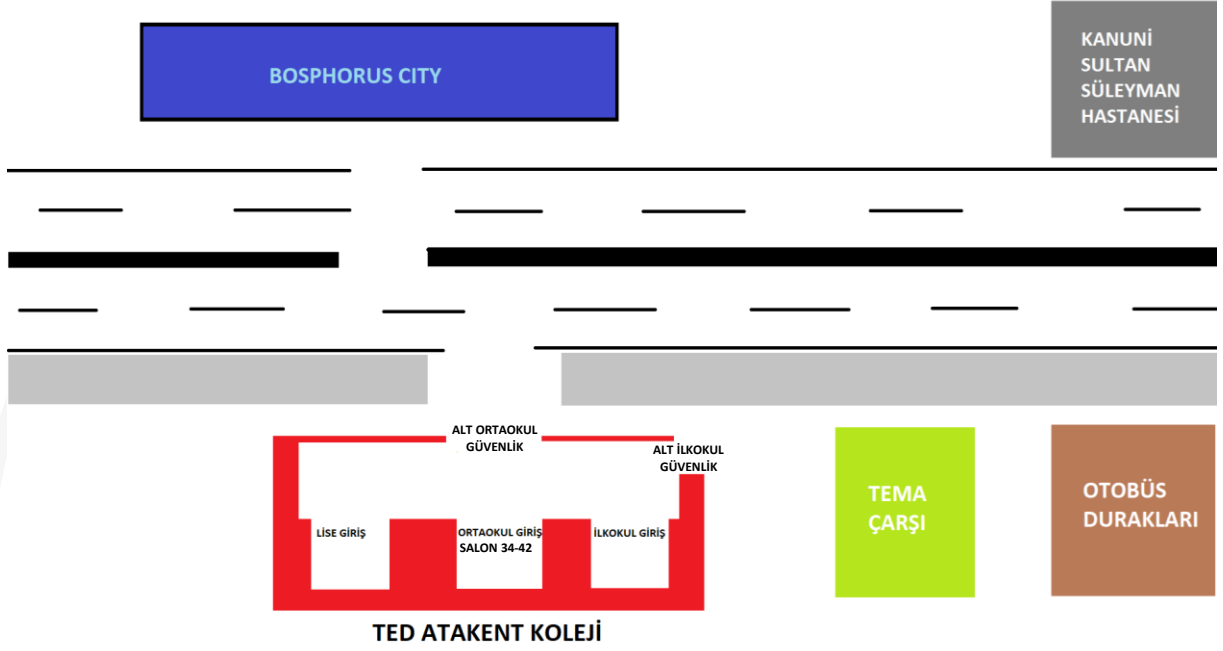 BOSPHORUS CITY
KANUNİ
SULTAN
SÜLEYMAN
HASTANESİ
ALT ORTAOKUL
GÜVENLİK
ALT İLKOKUL
GÜVENLİK
LİSE GİRİŞ
ORTAOKUL GİRİŞ
SALON 34-42
İLKOKUL GİRİŞ
TEMA
ÇARŞI
OTOBÜS
DURAKLARI
TED ATAKENT KOLEJİ